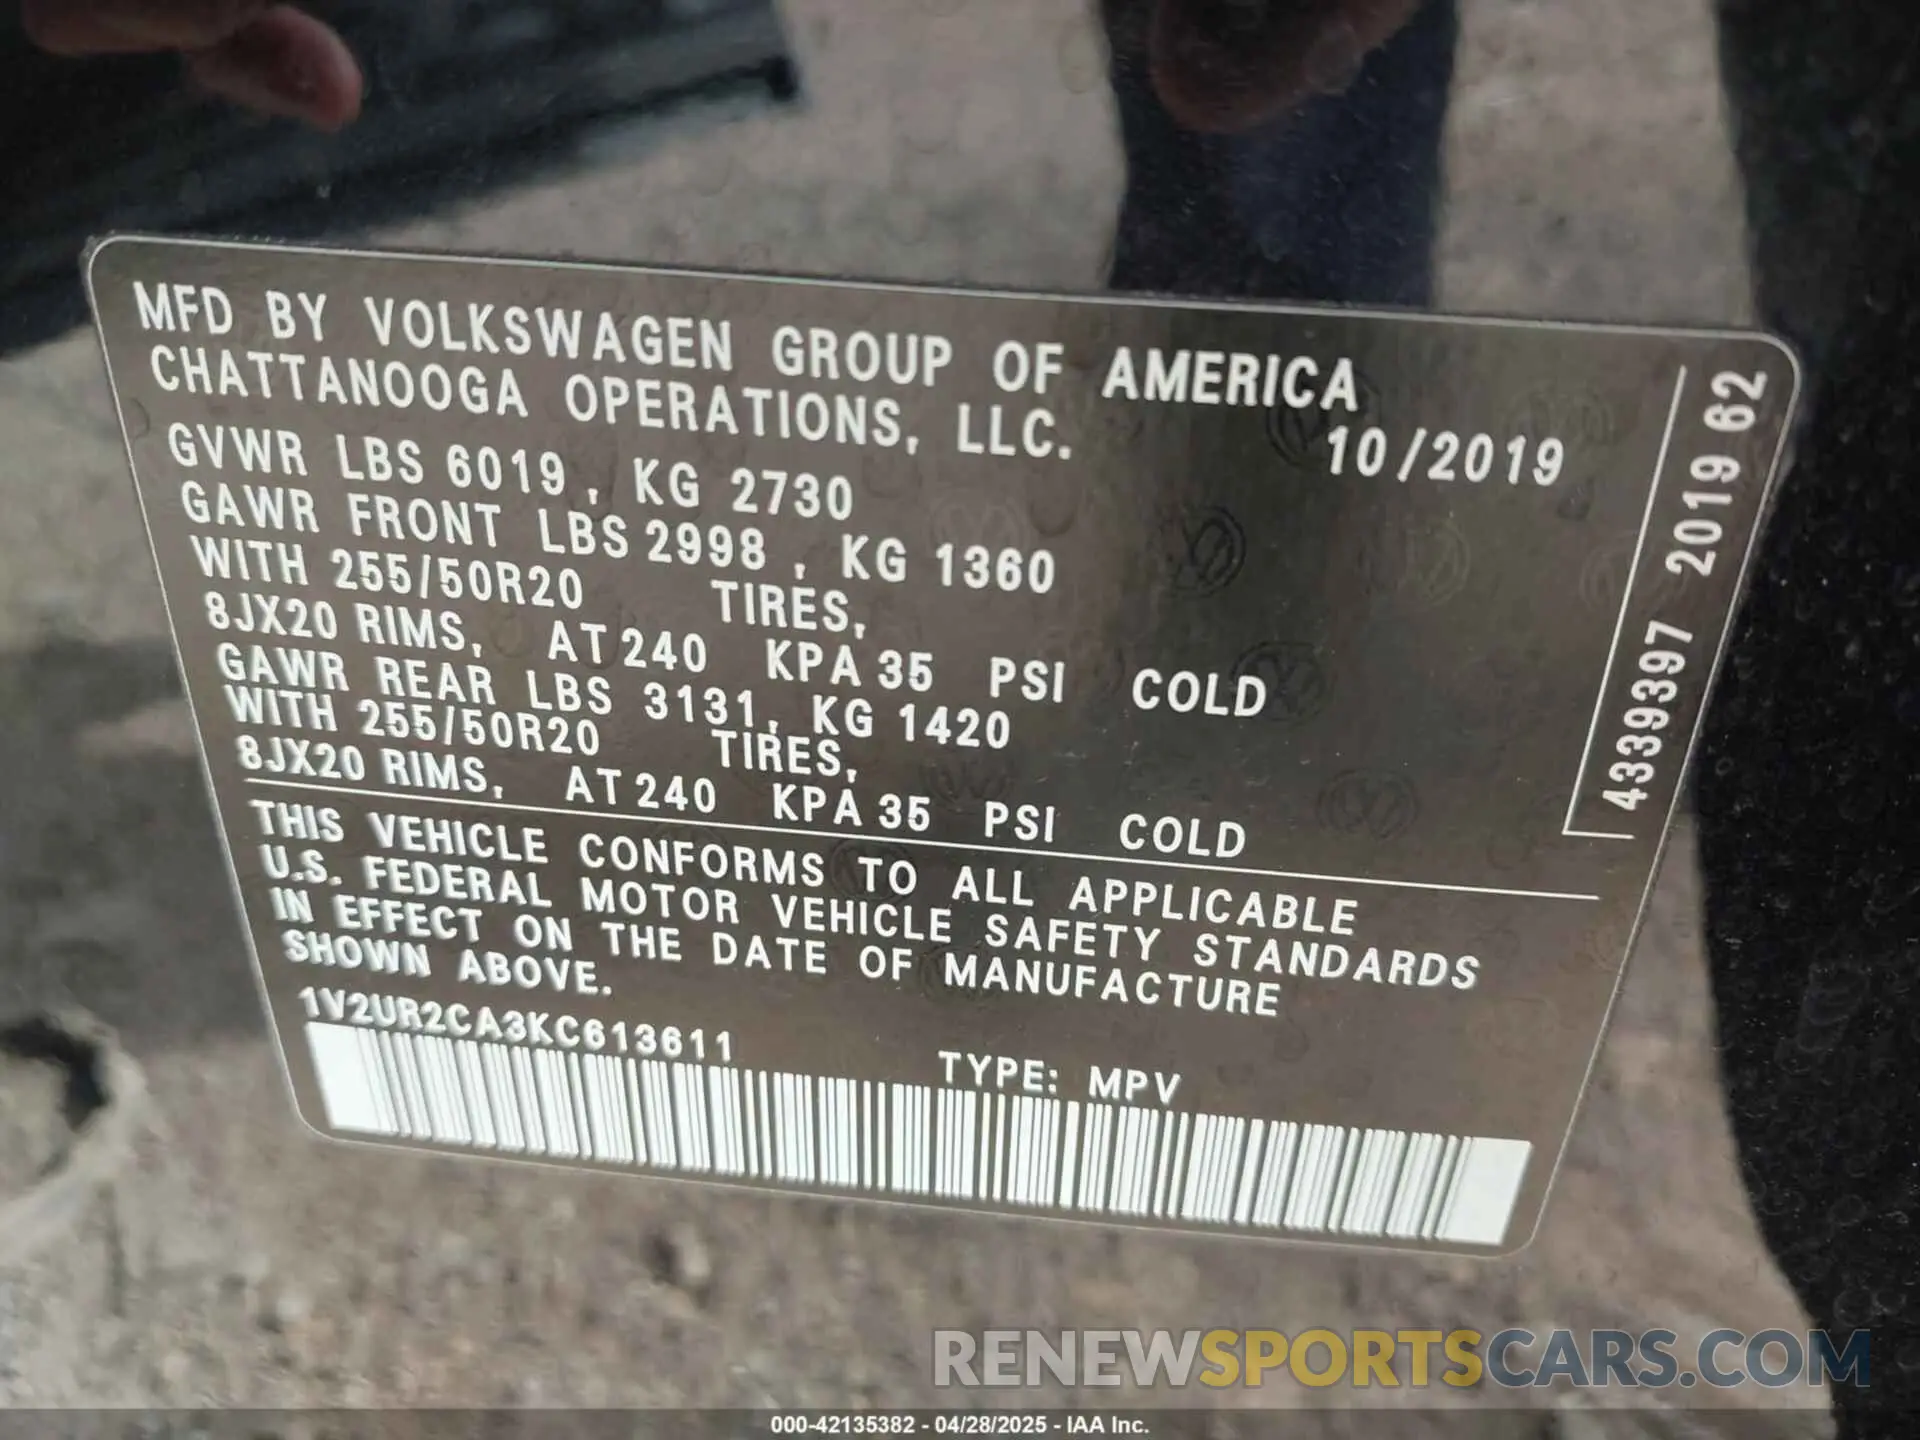 MFD BY VOLKSWAGEN GROUP OF AMERICA
CHATTANOOGA OPERATIONS, LLC.
10/2019
GVWR LBS 6019, KG 2730
GAWR FRONT LBS 2998, KG 1360
WITH 255/50R20 TIRES,
8JX20 RIMS, AT 240 KPA 35 PSI COLD
GAWR REAR LBS 3131, KG 1420
WITH 255/50R20 TIRES,
8JX20 RIMS, AT 240 KPA 35 PSI COLD
THIS VEHICLE CONFORMS TO ALL APPLICABLE
U.S. FEDERAL MOTOR VEHICLE SAFETY STANDARDS
IN EFFECT ON THE DATE OF MANUFACTURE
SHOWN ABOVE.
1V2UR2CA3KC613611
TYPE: MPV
4339397 2019 62
RENEWSPORTSCARS.COM
000-42135382 - 04/28/2025 - IAA Inc.